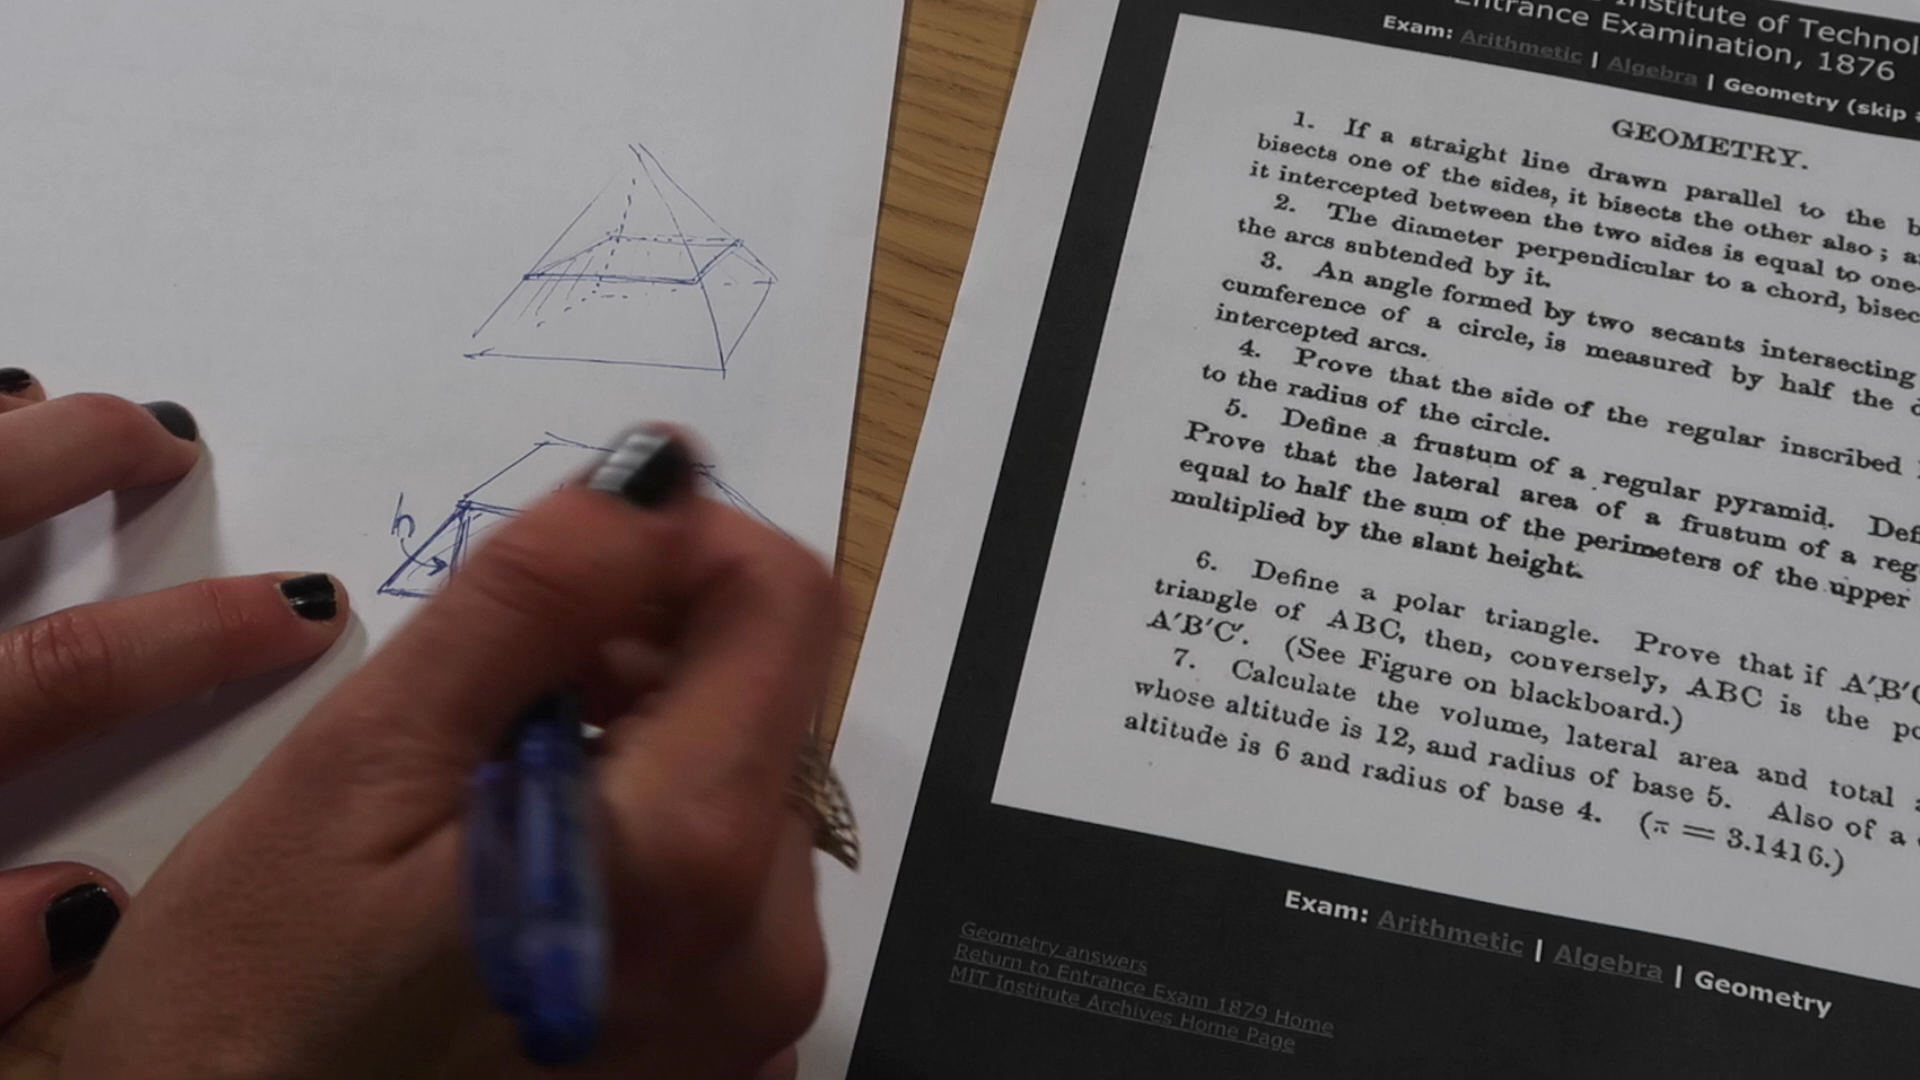 h
nstitute of Technol
ntrance Examination, 1876
Exam: Arithmetic | Algebra | Geometry (skip
GEOMETRY.
1. If a straight line drawn parallel to the b
bisects one of the sides, it bisects the other also; a
it intercepted between the two sides is equal to one-
2. The diameter perpendicular to a chord, bisec
the arcs subtended by it.
3. An angle formed by two secants intersecting
cumference of a circle, is measured by half the d
intercepted arcs.
4. Prove that the side of the regular inscribed
to the radius of the circle.
5. Define a frustum of a regular pyramid. Def
Prove that the lateral area of a frustum of a reg
equal to half the sum of the perimeters of the upper
multiplied by the slant height.
6. Define a polar triangle. Prove that if A'B'C
triangle of ABC, then, conversely, ABC is the po
A'B'C'. (See Figure on blackboard.)
7. Calculate the volume, lateral area and total
whose altitude is 12, and radius of base 5. Also of a
altitude is 6 and radius of base 4. (π = 3.1416.)
Exam: Arithmetic | Algebra | Geometry
Geometry answers
Return to Entrance Exam 1879 Home
MIT Institute Archives Home Page